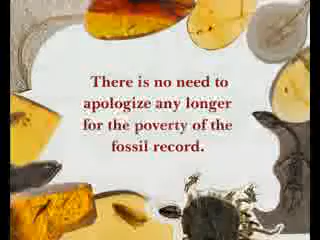 There is no need to
apologize any longer
for the poverty of the
fossil record.